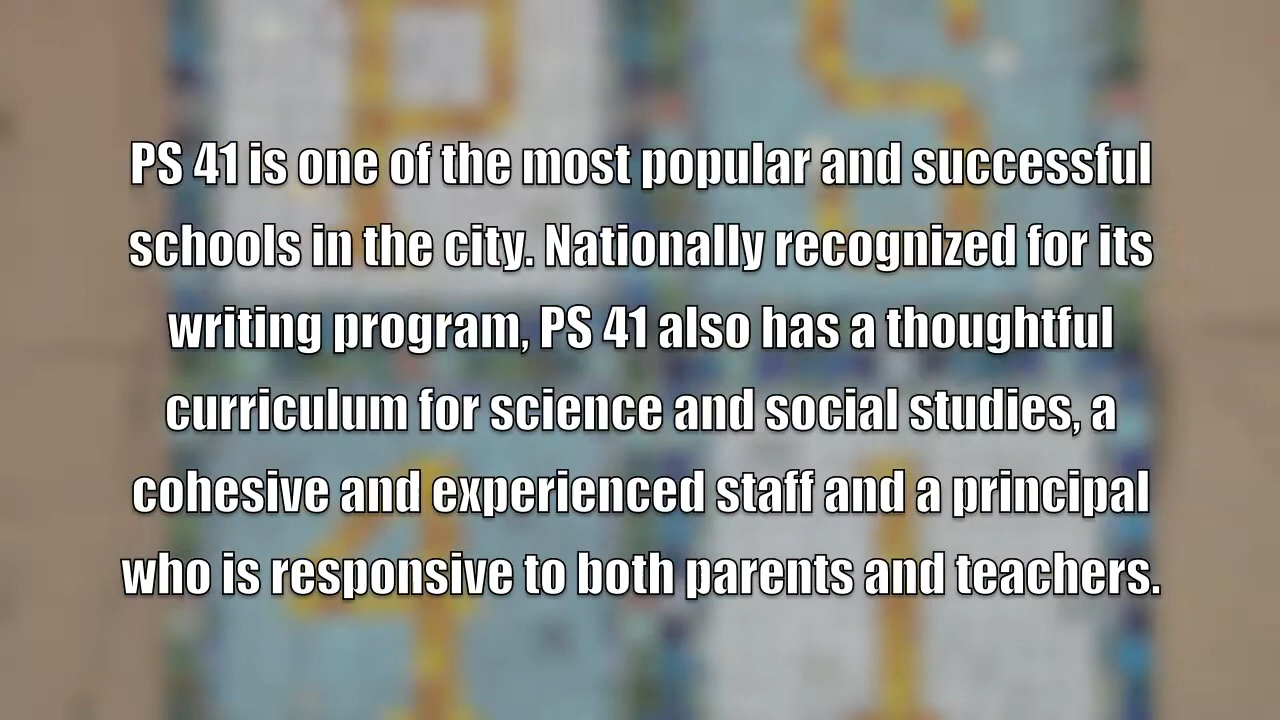 P S
PS 41 is one of the most popular and successful
schools in the city. Nationally recognized for its
writing program, PS 41 also has a thoughtful
curriculum for science and social studies, a
cohesive and experienced staff and a principal
who is responsive to both parents and teachers.
4 1